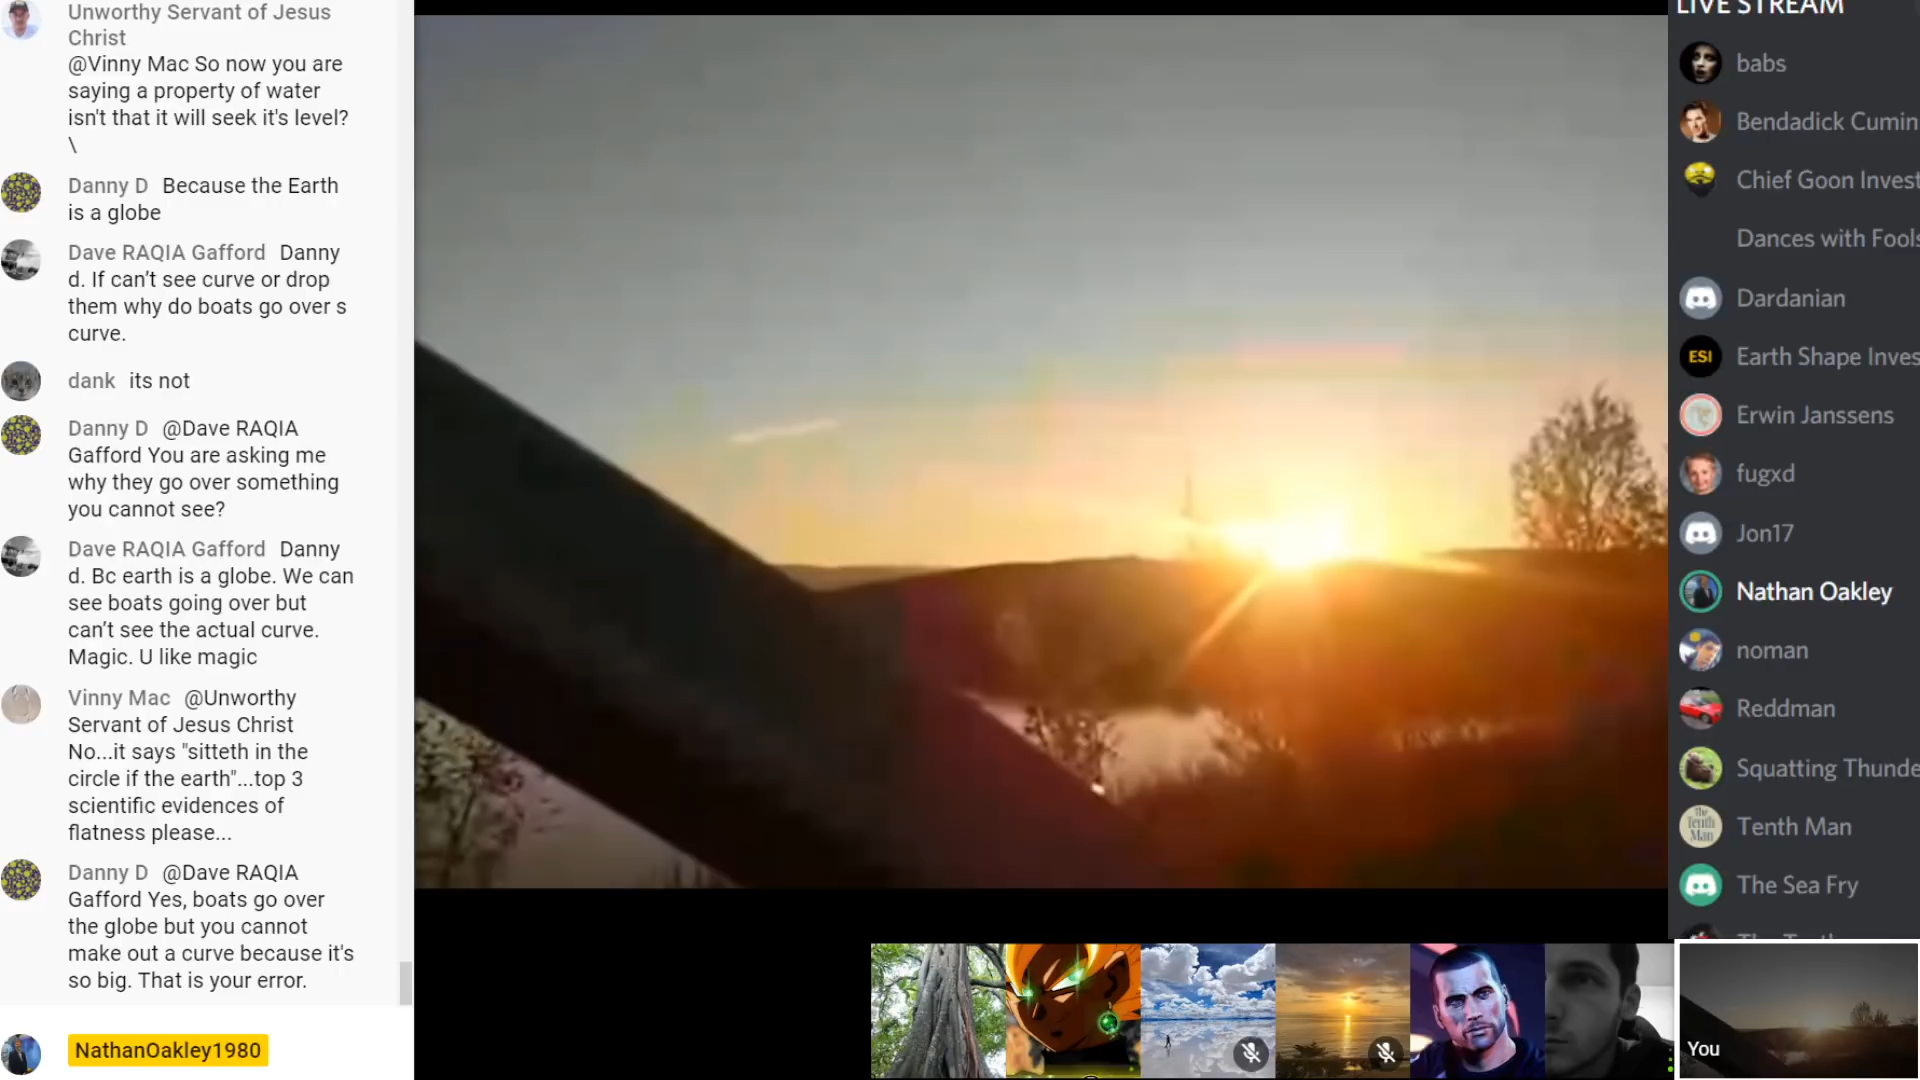 Unworthy Servant of Jesus
Christ
@Vinny Mac So now you are
saying a property of water
isn't that it will seek it's level?
\
Danny D Because the Earth
is a globe
Dave RAQIA Gafford Danny
d. If can’t see curve or drop
them why do boats go over s
curve.
dank its not
Danny D @Dave RAQIA
Gafford You are asking me
why they go over something
you cannot see?
Dave RAQIA Gafford Danny
d. Bc earth is a globe. We can
see boats going over but
can’t see the actual curve.
Magic. U like magic
Vinny Mac @Unworthy
Servant of Jesus Christ
No...it says "sitteth in the
circle if the earth"...top 3
scientific evidences of
flatness please...
Danny D @Dave RAQIA
Gafford Yes, boats go over
the globe but you cannot
make out a curve because it's
so big. That is your error.
NathanOakley1980
LIVE STREAM
babs
Bendadick Cumin
Chief Goon Invest
Dances with Fools
Dardanian
ESI
Earth Shape Inves
Erwin Janssens
fugxd
Jon17
Nathan Oakley
noman
Reddman
Squatting Thunde
The
Tenth
Man
Tenth Man
The Sea Fry
You